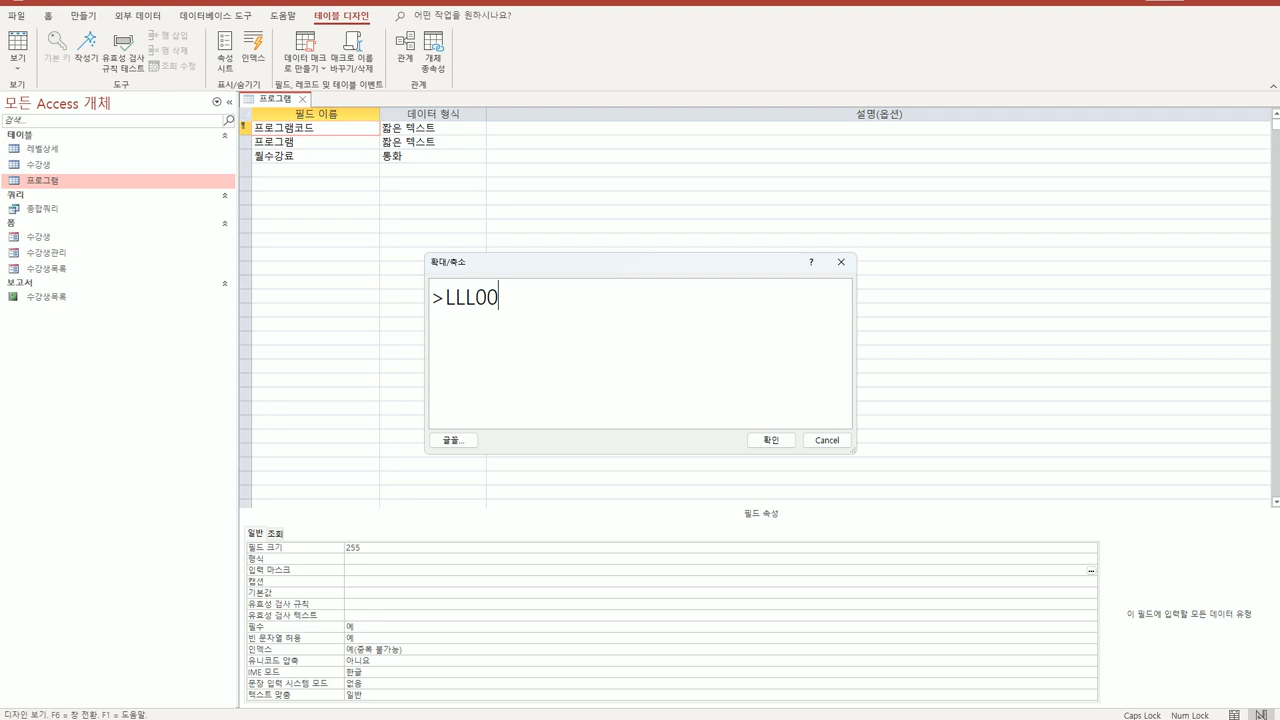 파일 홈 만들기 외부 데이터 데이터베이스 도구 도움말 테이블 디자인 어떤 작업을 원하시나요?
보기 기본 키 작성기 유효성 검사 규칙 테스트 행 삽입 행 삭제 조회 수정 속성 시트 인덱스 데이터 매크로 만들기 매크로 이름 바꾸기/삭제 관계 개체 종속성
보기 도구 표시/숨기기 필드, 레코드 및 테이블 이벤트 관계
모든 Access 개체 «
검색...
테이블
레벨상세
수강생
프로그램
쿼리
종합쿼리
폼
수강생
수강생관리
수강생목록
보고서
수강생목록
프로그램
필드 이름 데이터 형식 설명(옵션)
프로그램코드 짧은 텍스트
프로그램 짧은 텍스트
월수강료 통화
확대/축소 ?
>LLL00
글꼴... 확인 Cancel
필드 속성
일반 조회
필드 크기 255
형식
입력 마스크 ...
캡션
기본값
유효성 검사 규칙
유효성 검사 텍스트
필수 예
빈 문자열 허용 예
인덱스 예(중복 불가능)
유니코드 압축 아니요
IME 모드 한글
문장 입력 시스템 모드 없음
텍스트 맞춤 일반
이 필드에 입력할 모든 데이터 유형
디자인 보기. F6 = 창 전환. F1 = 도움말. Caps Lock Num Lock